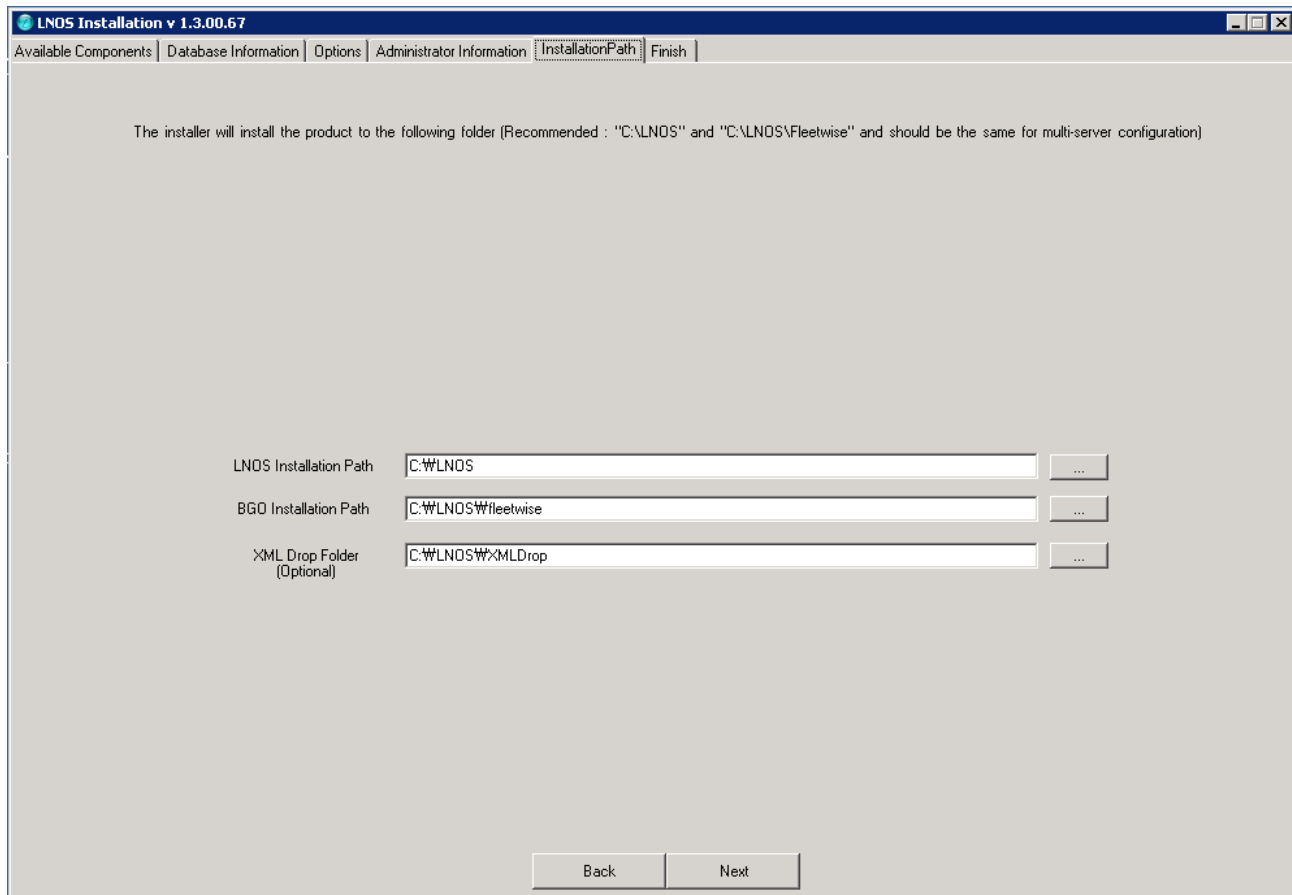 LNOS Installation v 1.3.00.67
Available Components Database Information Options Administrator Information InstallationPath Finish
The installer will install the product to the following folder (Recommended : "C:\LNOS" and "C:\LNOS\Fleetwise" and should be the same for multi-server configuration)
LNOS Installation Path C:₩LNOS ...
BGO Installation Path C:₩LNOS₩fleetwise ...
XML Drop Folder C:₩LNOS₩XMLDrop ...
(Optional)
Back Next